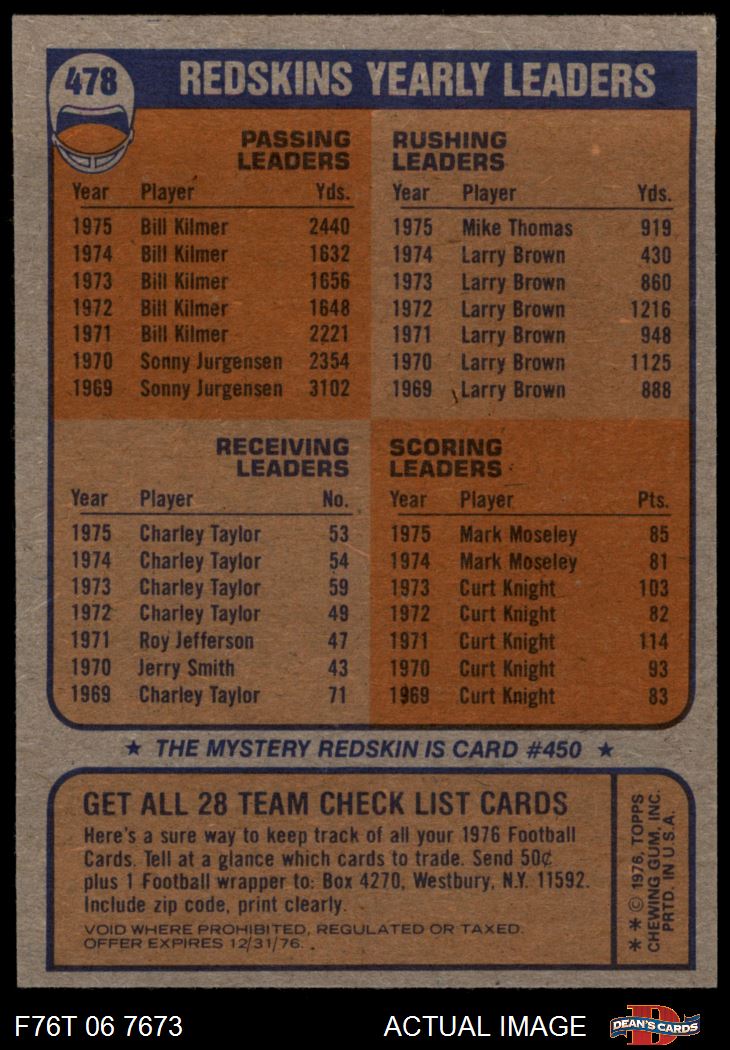 478
REDSKINS YEARLY LEADERS
PASSING
LEADERS
Year Player Yds.
1975 Bill Kilmer 2440
1974 Bill Kilmer 1632
1973 Bill Kilmer 1656
1972 Bill Kilmer 1648
1971 Bill Kilmer 2221
1970 Sonny Jurgensen 2354
1969 Sonny Jurgensen 3102
RUSHING
LEADERS
Year Player Yds.
1975 Mike Thomas 919
1974 Larry Brown 430
1973 Larry Brown 860
1972 Larry Brown 1216
1971 Larry Brown 948
1970 Larry Brown 1125
1969 Larry Brown 888
RECEIVING
LEADERS
Year Player No.
1975 Charley Taylor 53
1974 Charley Taylor 54
1973 Charley Taylor 59
1972 Charley Taylor 49
1971 Roy Jefferson 47
1970 Jerry Smith 43
1969 Charley Taylor 71
SCORING
LEADERS
Year Player Pts.
1975 Mark Moseley 85
1974 Mark Moseley 81
1973 Curt Knight 103
1972 Curt Knight 82
1971 Curt Knight 114
1970 Curt Knight 93
1969 Curt Knight 83
★ THE MYSTERY REDSKIN IS CARD #450 ★
GET ALL 28 TEAM CHECK LIST CARDS
Here's a sure way to keep track of all your 1976 Football
Cards. Tell at a glance which cards to trade. Send 50¢
plus 1 Football wrapper to: Box 4270, Westbury, N.Y. 11592.
Include zip code, print clearly.
VOID WHERE PROHIBITED, REGULATED OR TAXED.
OFFER EXPIRES 12/31/76.
* * © 1976, TOPPS
CHEWING GUM, INC.
PRTD. IN U.S.A.
F76T 06 7673
ACTUAL IMAGE
D
DEAN'S CARDS